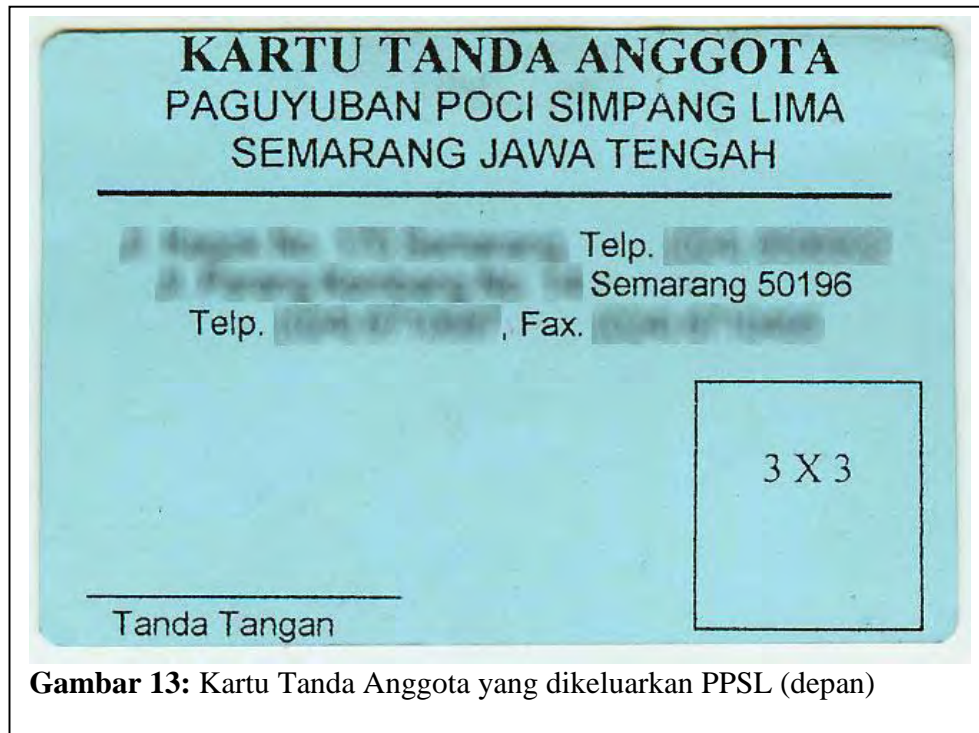 KARTU TANDA ANGGOTA
PAGUYUBAN POCI SIMPANG LIMA
SEMARANG JAWA TENGAH
Telp.
Semarang 50196
Telp. , Fax.
3 X 3
Tanda Tangan
Gambar 13: Kartu Tanda Anggota yang dikeluarkan PPSL (depan)